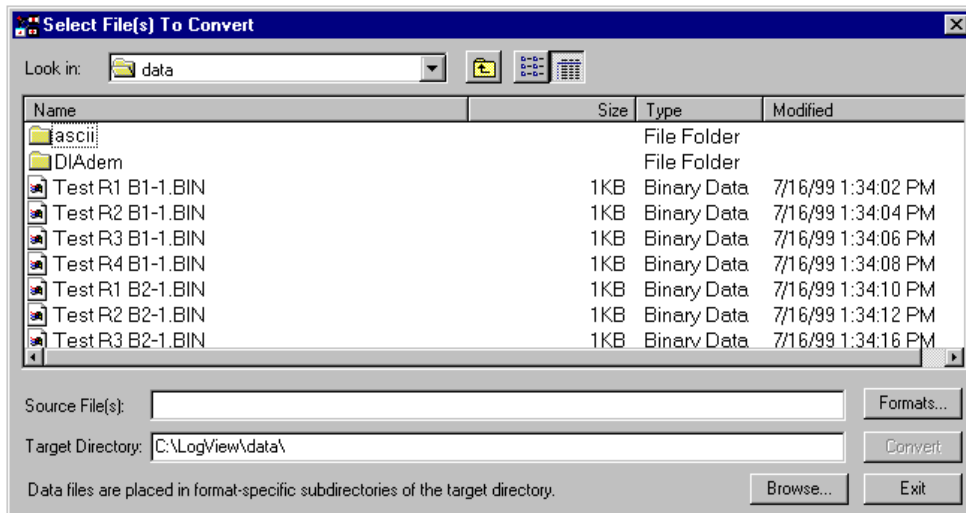 Select File(s) To Convert
Look in: data
Name Size Type Modified
ascii File Folder
DIAdem File Folder
Test R1 B1-1.BIN 1KB Binary Data 7/16/99 1:34:02 PM
Test R2 B1-1.BIN 1KB Binary Data 7/16/99 1:34:04 PM
Test R3 B1-1.BIN 1KB Binary Data 7/16/99 1:34:06 PM
Test R4 B1-1.BIN 1KB Binary Data 7/16/99 1:34:08 PM
Test R1 B2-1.BIN 1KB Binary Data 7/16/99 1:34:10 PM
Test R2 B2-1.BIN 1KB Binary Data 7/16/99 1:34:12 PM
Test R3 B2-1.BIN 1KB Binary Data 7/16/99 1:34:16 PM
Source File(s): Formats...
Target Directory: C:\LogView\data\ Convert
Data files are placed in format-specific subdirectories of the target directory. Browse... Exit